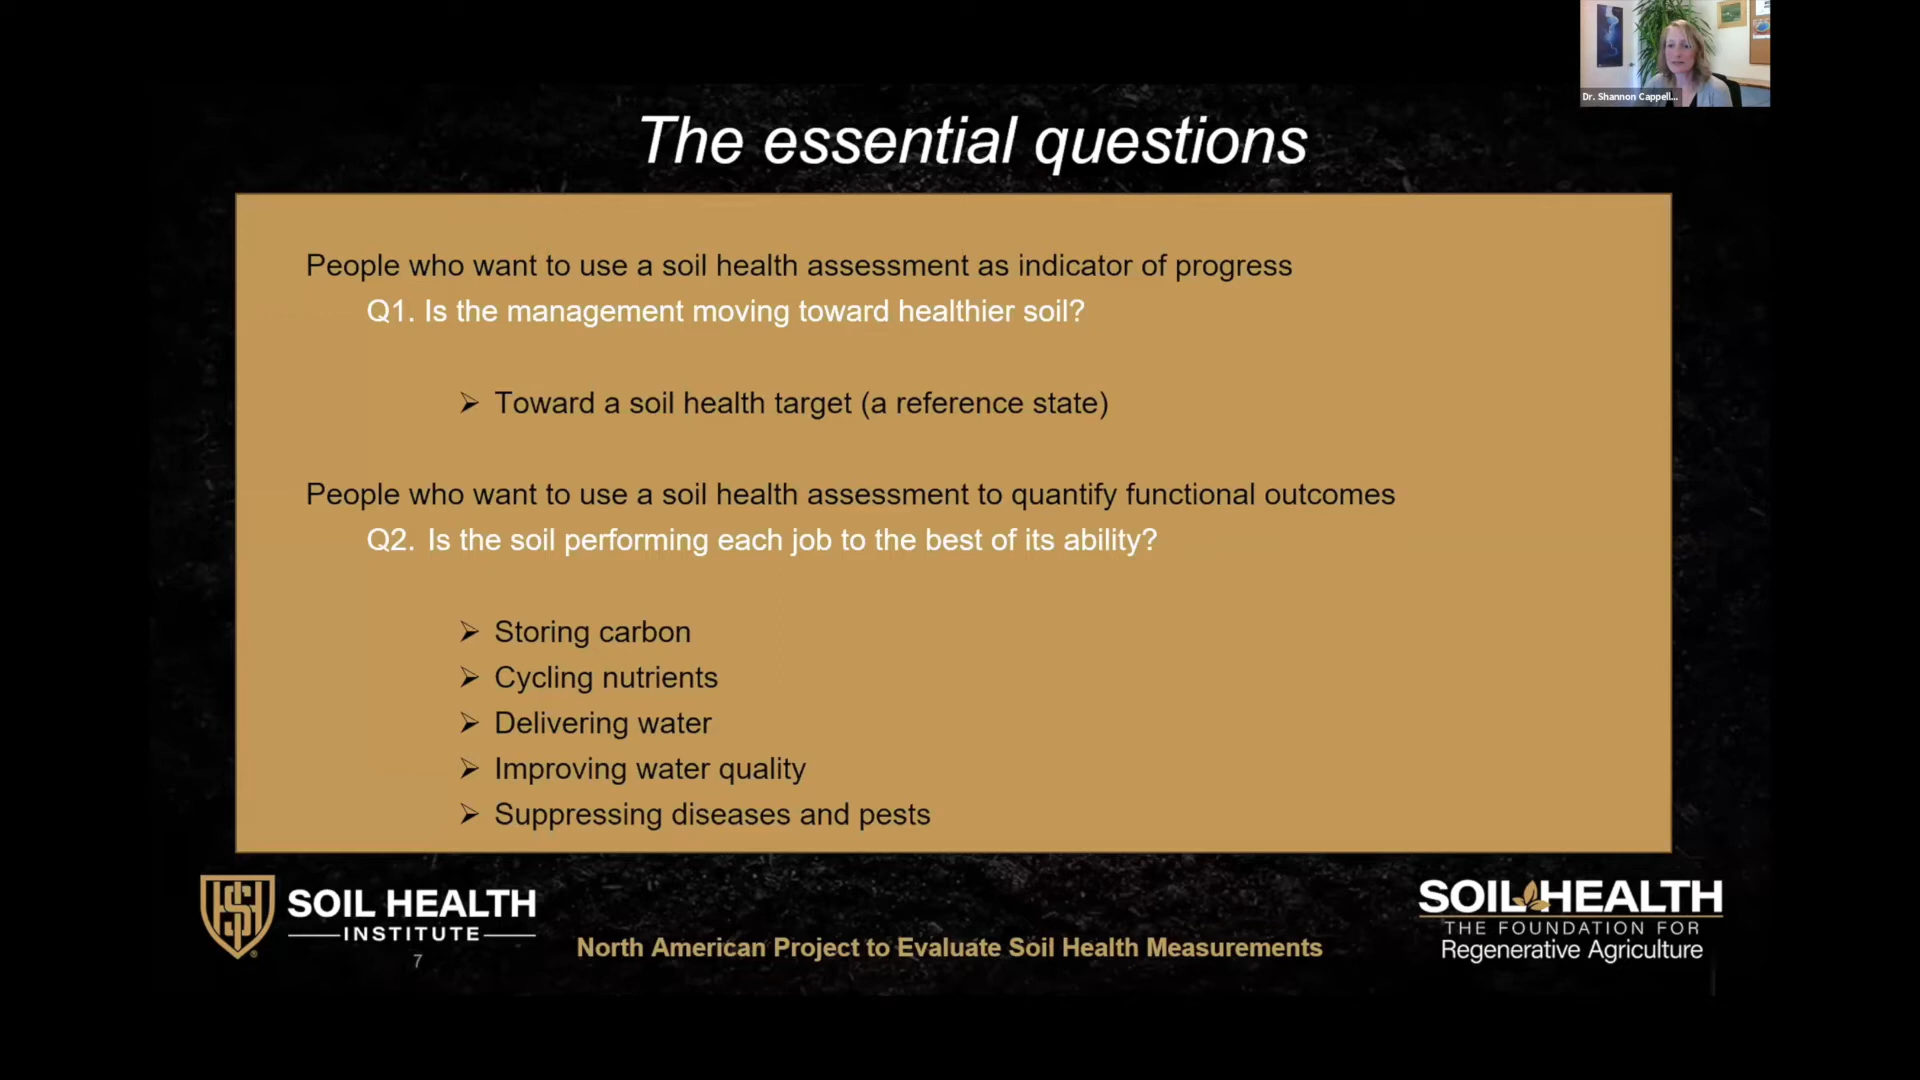 Dr. Shannon Cappell...
The essential questions
People who want to use a soil health assessment as indicator of progress
Q1. Is the management moving toward healthier soil?
➢ Toward a soil health target (a reference state)
People who want to use a soil health assessment to quantify functional outcomes
Q2. Is the soil performing each job to the best of its ability?
➢ Storing carbon
➢ Cycling nutrients
➢ Delivering water
➢ Improving water quality
➢ Suppressing diseases and pests
SOIL HEALTH
INSTITUTE
7
North American Project to Evaluate Soil Health Measurements
SOIL HEALTH
THE FOUNDATION FOR
Regenerative Agriculture